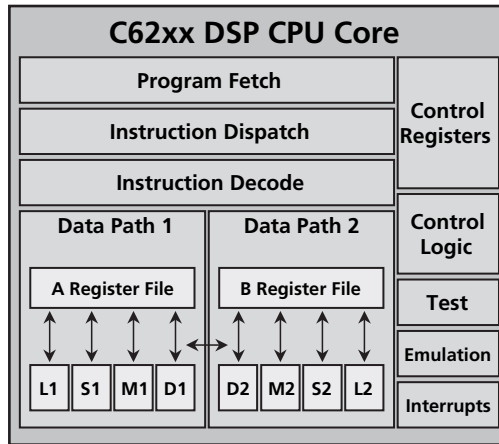 C62xx DSP CPU Core
Program Fetch
Instruction Dispatch
Instruction Decode
Control
Registers
Data Path 1
Data Path 2
Control
Logic
A Register File
B Register File
Test
Emulation
Interrupts
L1 S1 M1 D1
D2 M2 S2 L2